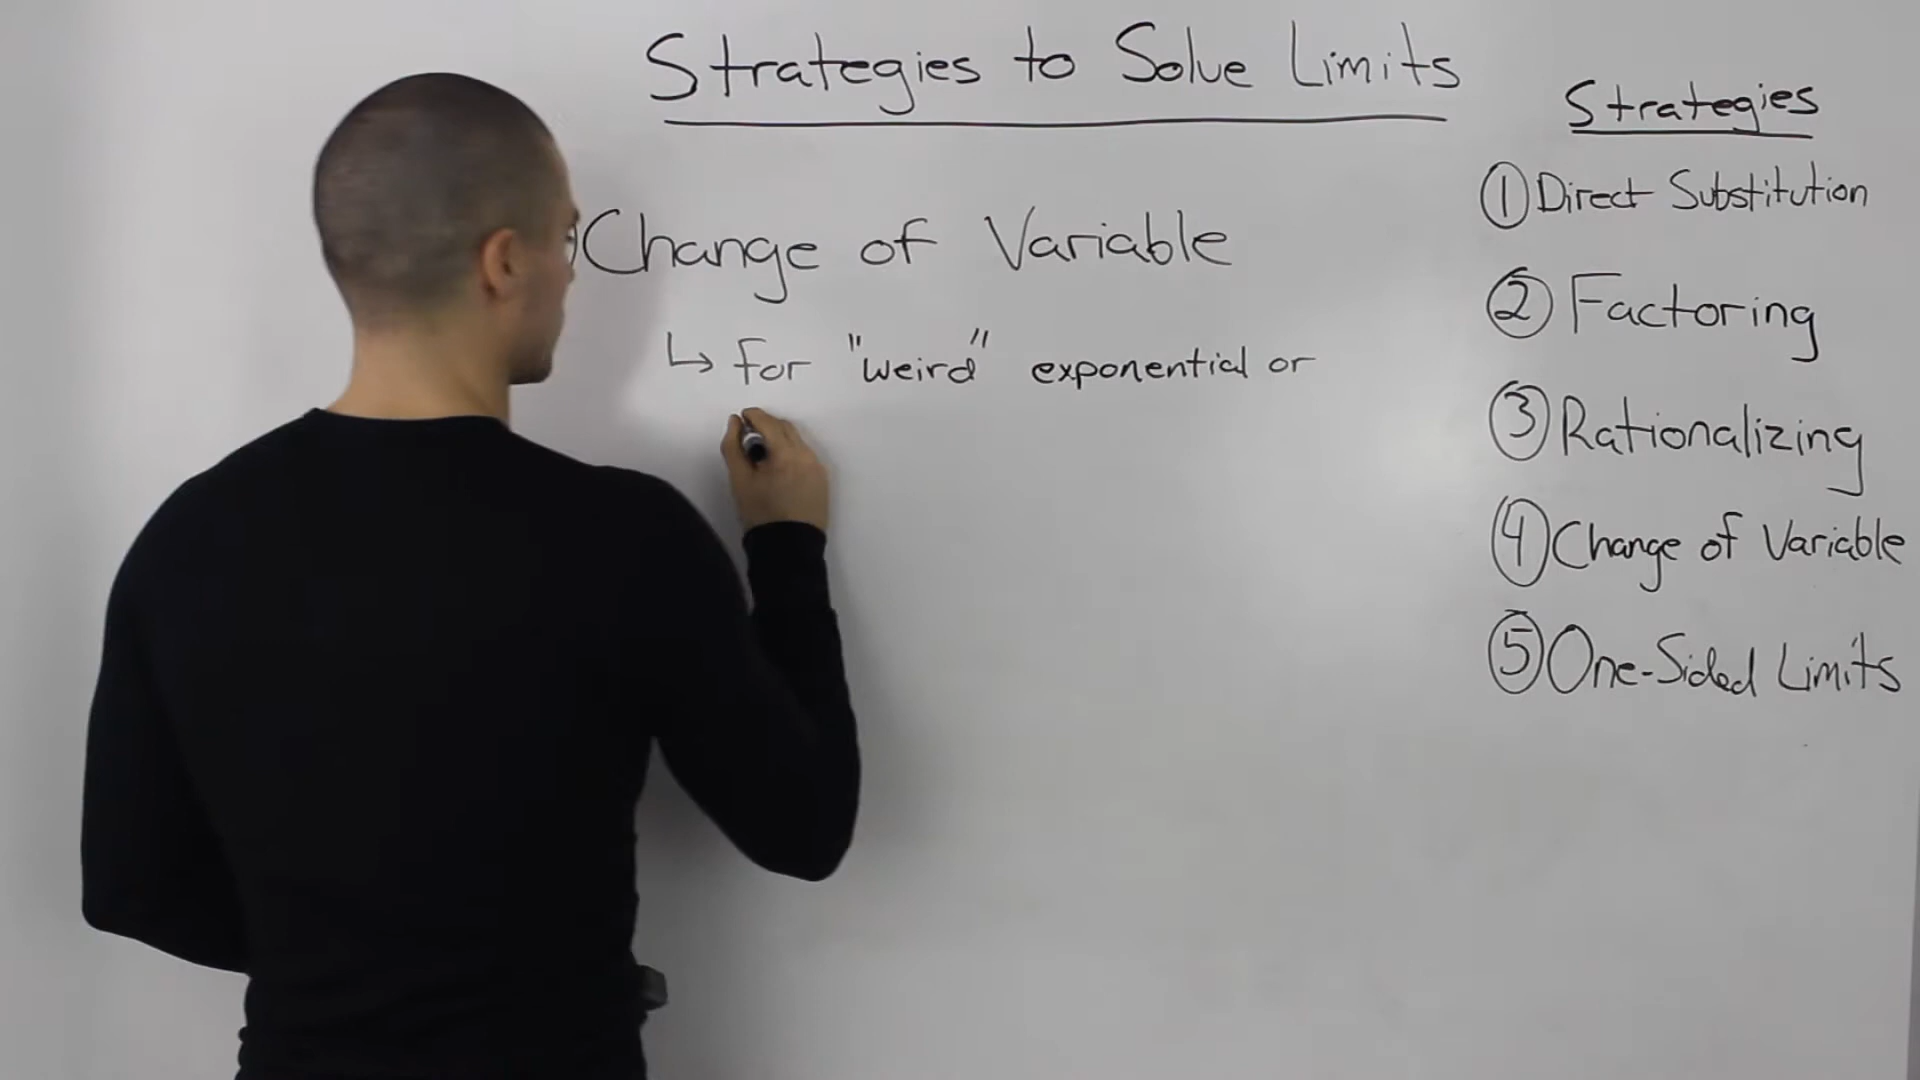 Strategies to Solve Limits
Change of Variable
↳ for "weird" exponential or
Strategies
① Direct Substitution
② Factoring
③ Rationalizing
④ Change of Variable
⑤ One-Sided Limits